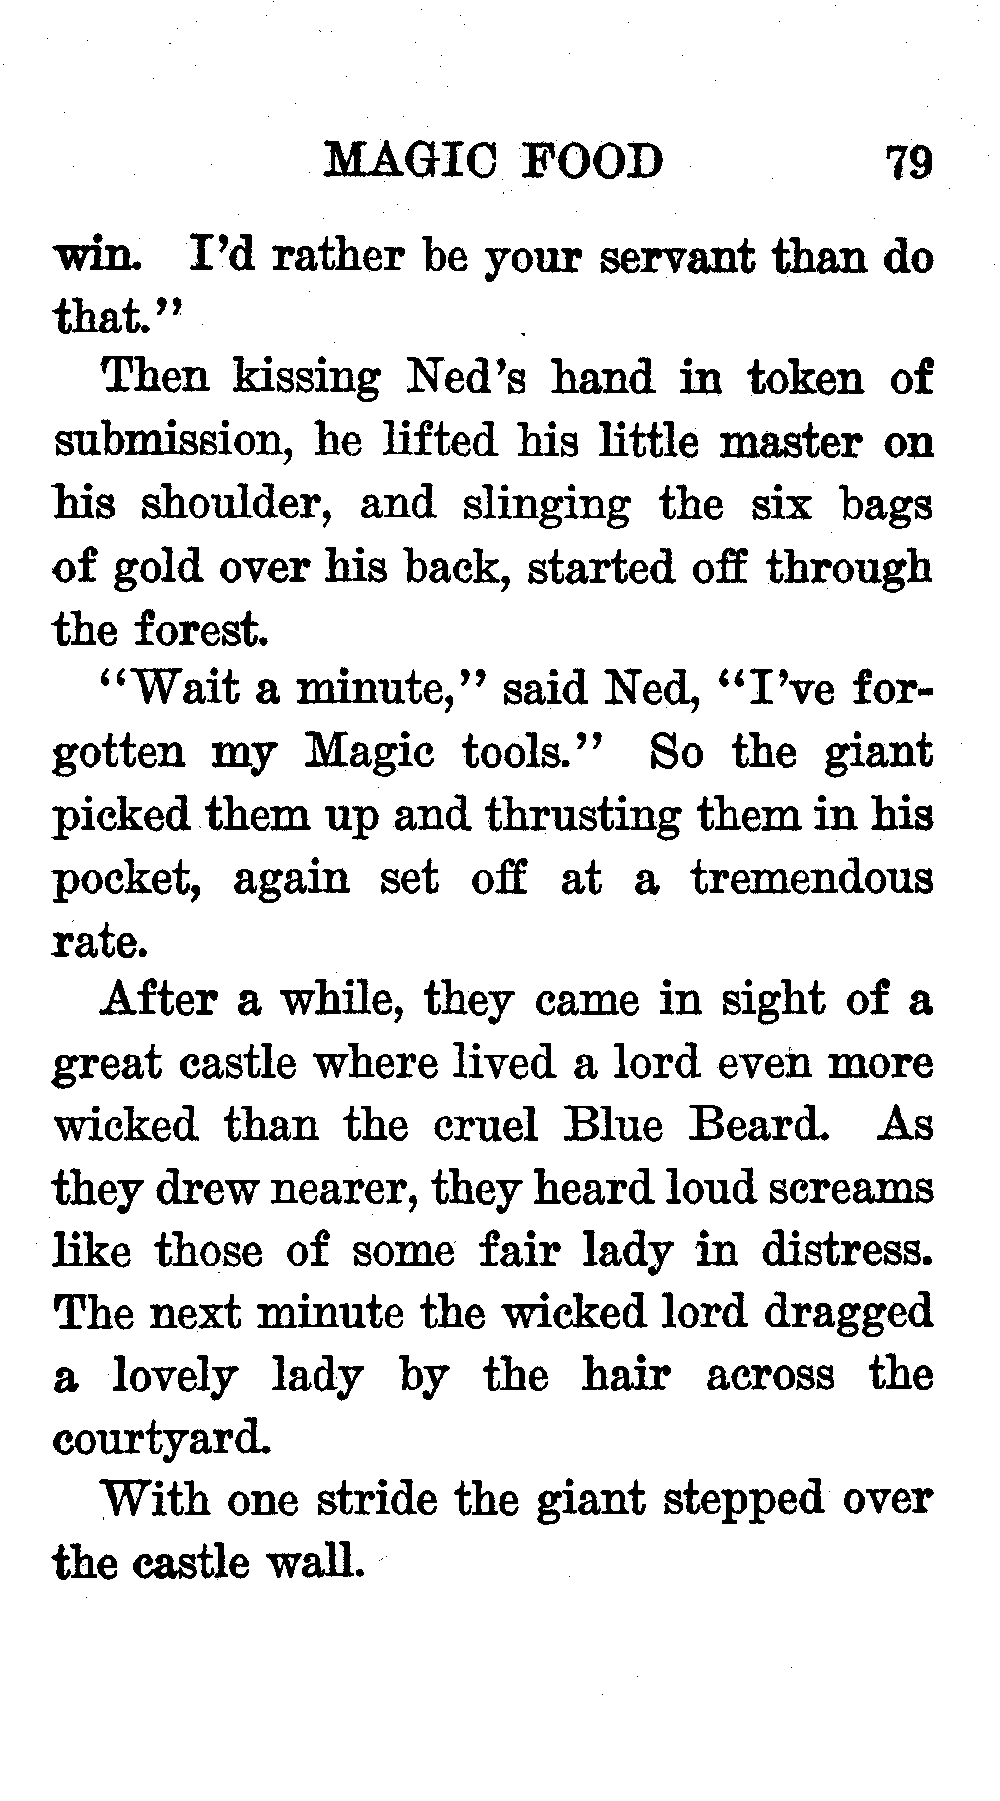 MAGIC FOOD 79
win. I'd rather be your servant than do
that."
Then kissing Ned's hand in token of
submission, he lifted his little master on
his shoulder, and slinging the six bags
of gold over his back, started off through
the forest.
"Wait a minute," said Ned, "I've for-
gotten my Magic tools." So the giant
picked them up and thrusting them in his
pocket, again set off at a tremendous
rate.
After a while, they came in sight of a
great castle where lived a lord even more
wicked than the cruel Blue Beard. As
they drew nearer, they heard loud screams
like those of some fair lady in distress.
The next minute the wicked lord dragged
a lovely lady by the hair across the
courtyard.
With one stride the giant stepped over
the castle wall.